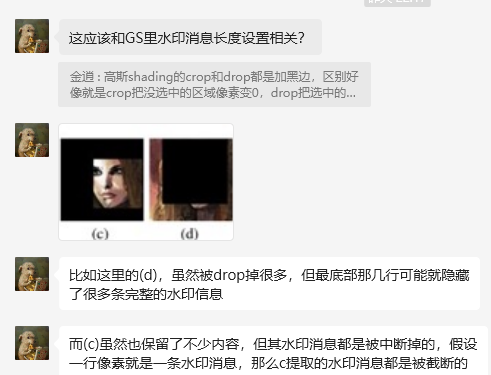 这应该和GS里水印消息长度设置相关?
金逍：高斯shading的crop和drop都是加黑边，区别好
像就是crop把没选中的区域像素变0，drop把选中的...
(c)
(d)
比如这里的(d)，虽然被drop掉很多，但最底部那几行可能就隐藏
了很多条完整的水印信息
而(c)虽然也保留了不少内容，但其水印消息都是被中断掉的，假设
一行像素就是一条水印消息，那么c提取的水印消息都是被截断的